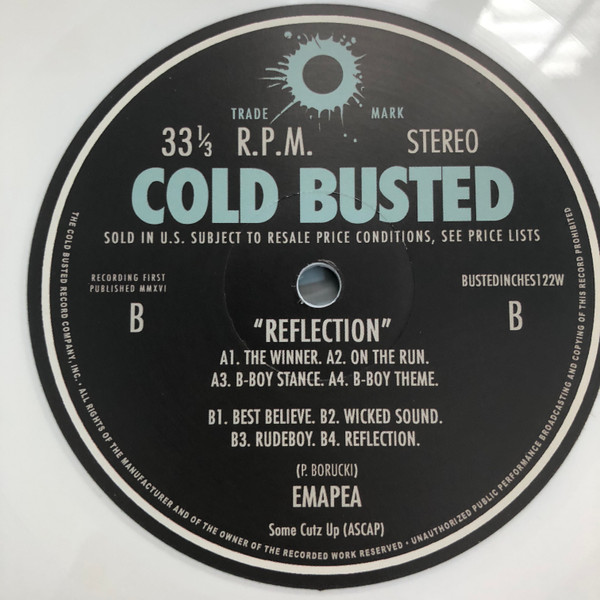 TRADE MARK
33⅓ R.P.M. STEREO
COLD BUSTED
SOLD IN U.S. SUBJECT TO RESALE PRICE CONDITIONS, SEE PRICE LISTS
RECORDING FIRST
PUBLISHED MMXVI
B
BUSTEDINCHES122W
B
"REFLECTION"
A1. THE WINNER. A2. ON THE RUN.
A3. B-BOY STANCE. A4. B-BOY THEME.
B1. BEST BELIEVE. B2. WICKED SOUND.
B3. RUDEBOY. B4. REFLECTION.
(P. BORUCKI)
EMAPEA
Some Cutz Up (ASCAP)
THE COLD BUSTED RECORD COMPANY, INC. • ALL RIGHTS OF THE MANUFACTURER AND OF THE OWNER OF THE RECORDED WORK RESERVED • UNAUTHORIZED PUBLIC PERFORMANCE BROADCASTING AND COPYING OF THIS RECORD PROHIBITED